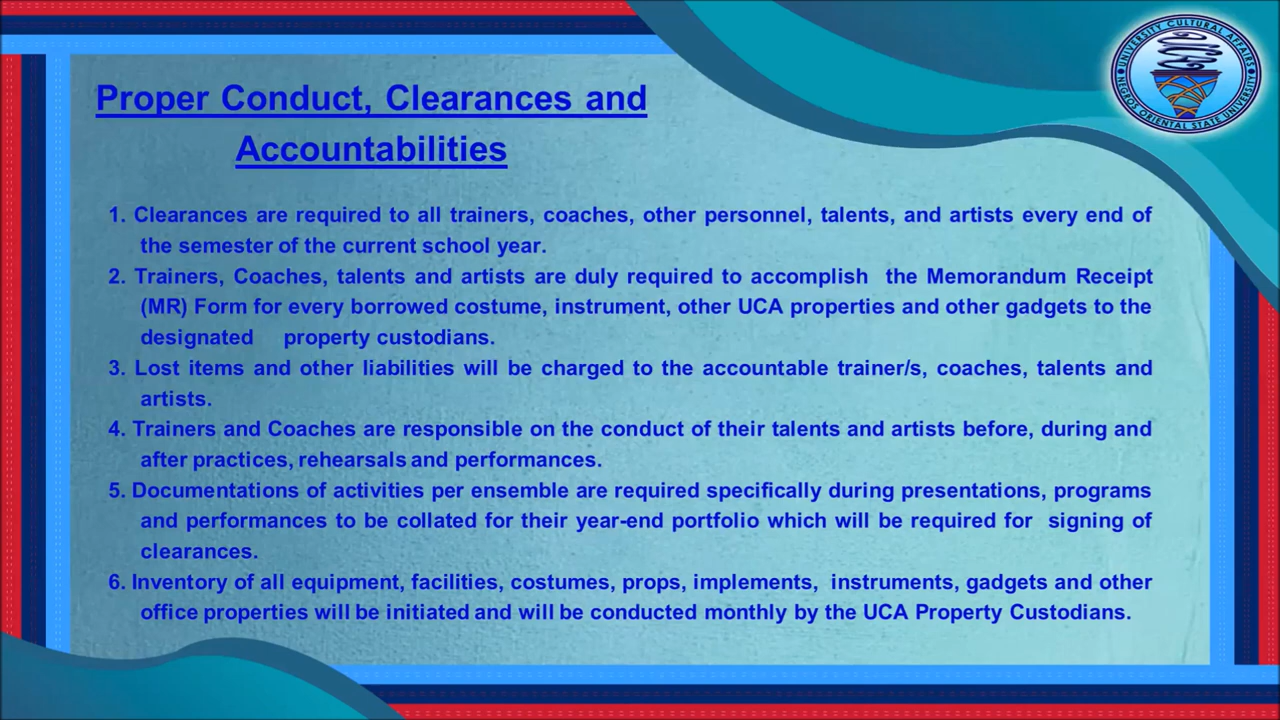 UNIVERSITY CULTURAL AFFAIRS
NEGROS ORIENTAL STATE UNIVERSITY
Proper Conduct, Clearances and
Accountabilities
1. Clearances are required to all trainers, coaches, other personnel, talents, and artists every end of
the semester of the current school year.
2. Trainers, Coaches, talents and artists are duly required to accomplish the Memorandum Receipt
(MR) Form for every borrowed costume, instrument, other UCA properties and other gadgets to the
designated property custodians.
3. Lost items and other liabilities will be charged to the accountable trainer/s, coaches, talents and
artists.
4. Trainers and Coaches are responsible on the conduct of their talents and artists before, during and
after practices, rehearsals and performances.
5. Documentations of activities per ensemble are required specifically during presentations, programs
and performances to be collated for their year-end portfolio which will be required for signing of
clearances.
6. Inventory of all equipment, facilities, costumes, props, implements, instruments, gadgets and other
office properties will be initiated and will be conducted monthly by the UCA Property Custodians.